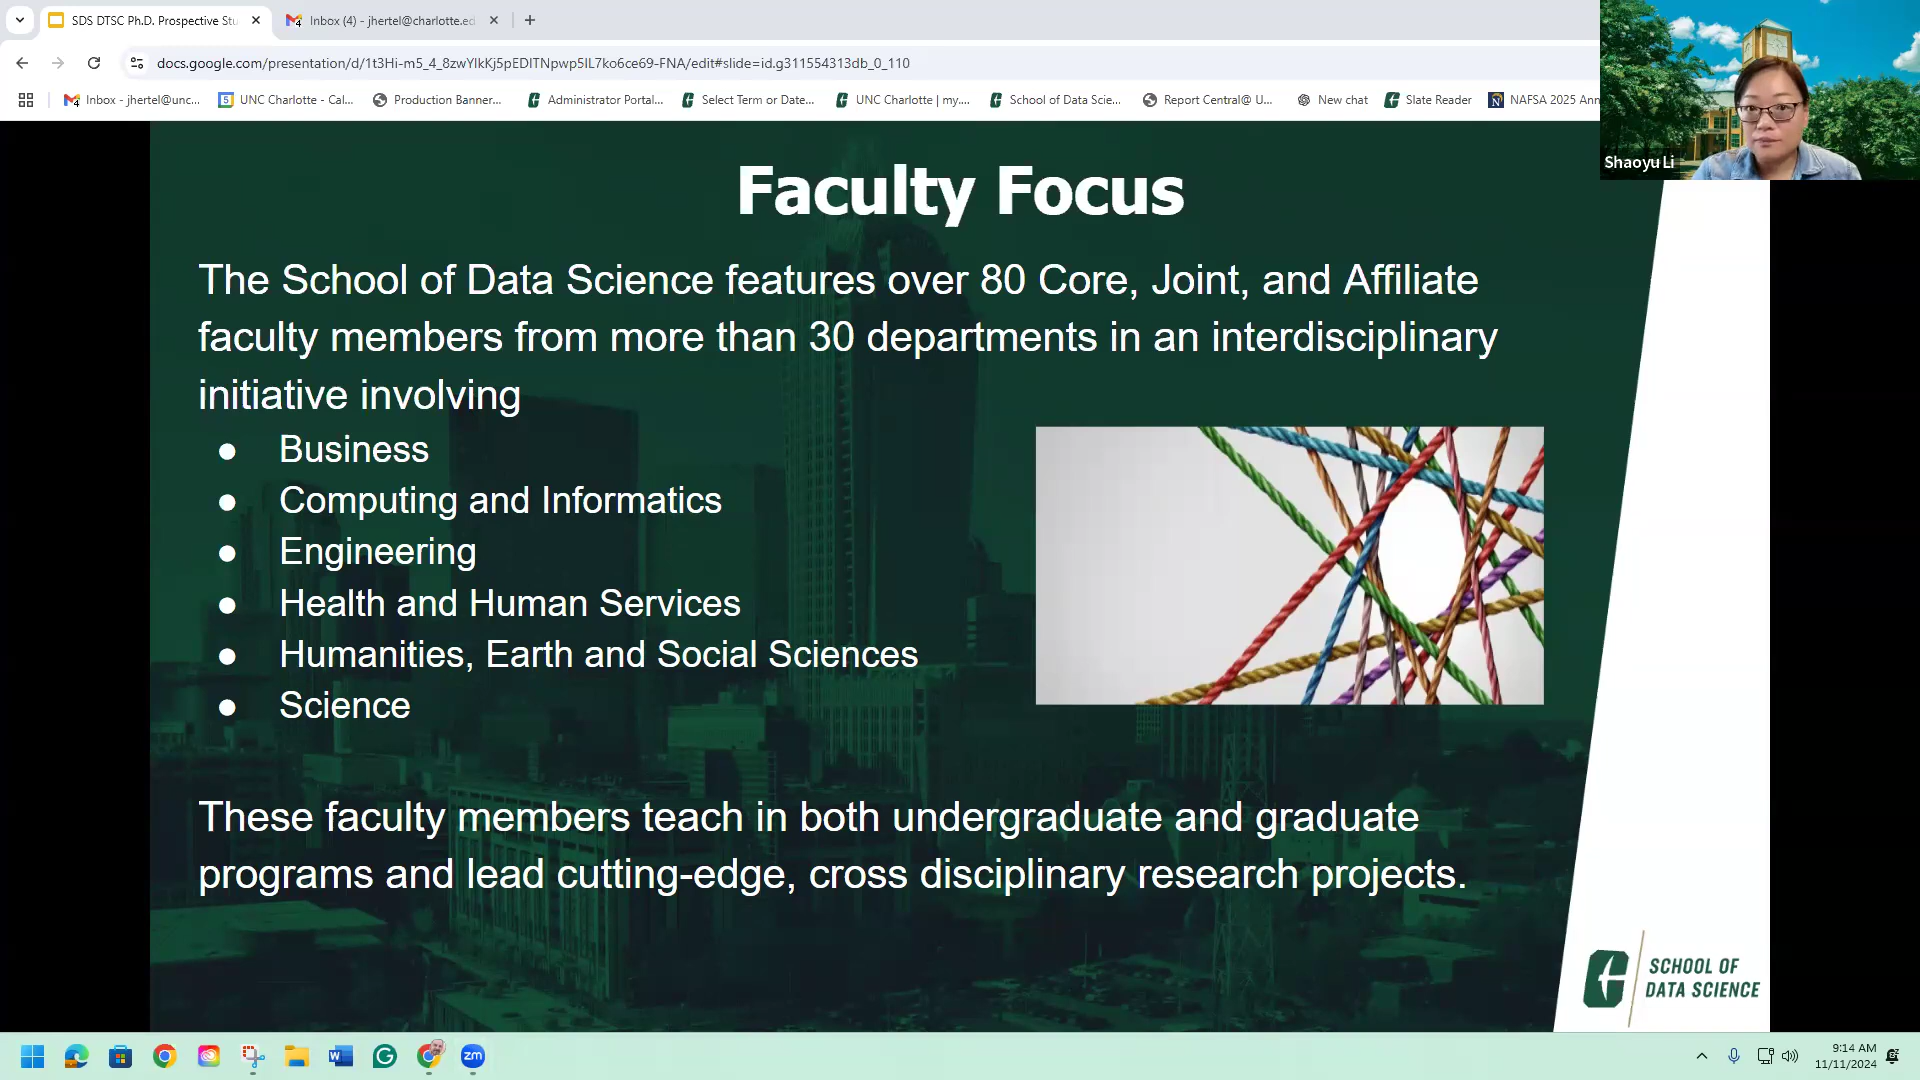 SDS DTSC Ph.D. Prospective Stu
Inbox (4) - jhertel@charlotte.ed
docs.google.com/presentation/d/1t3Hi-m5_4_8zwYlkKj5pEDITNpwp5IL7ko6ce69-FNA/edit#slide=id.g311554313db_0_110
Inbox - jhertel@unc...
UNC Charlotte - Cal...
Production Banner...
Administrator Portal...
Select Term or Date...
UNC Charlotte | my....
School of Data Scie...
Report Central@ U...
New chat
Slate Reader
NAFSA 2025 Ann
Shaoyu Li
Faculty Focus
The School of Data Science features over 80 Core, Joint, and Affiliate
faculty members from more than 30 departments in an interdisciplinary
initiative involving
● Business
● Computing and Informatics
● Engineering
● Health and Human Services
● Humanities, Earth and Social Sciences
● Science
These faculty members teach in both undergraduate and graduate
programs and lead cutting-edge, cross disciplinary research projects.
SCHOOL OF
DATA SCIENCE
zm
9:14 AM
11/11/2024